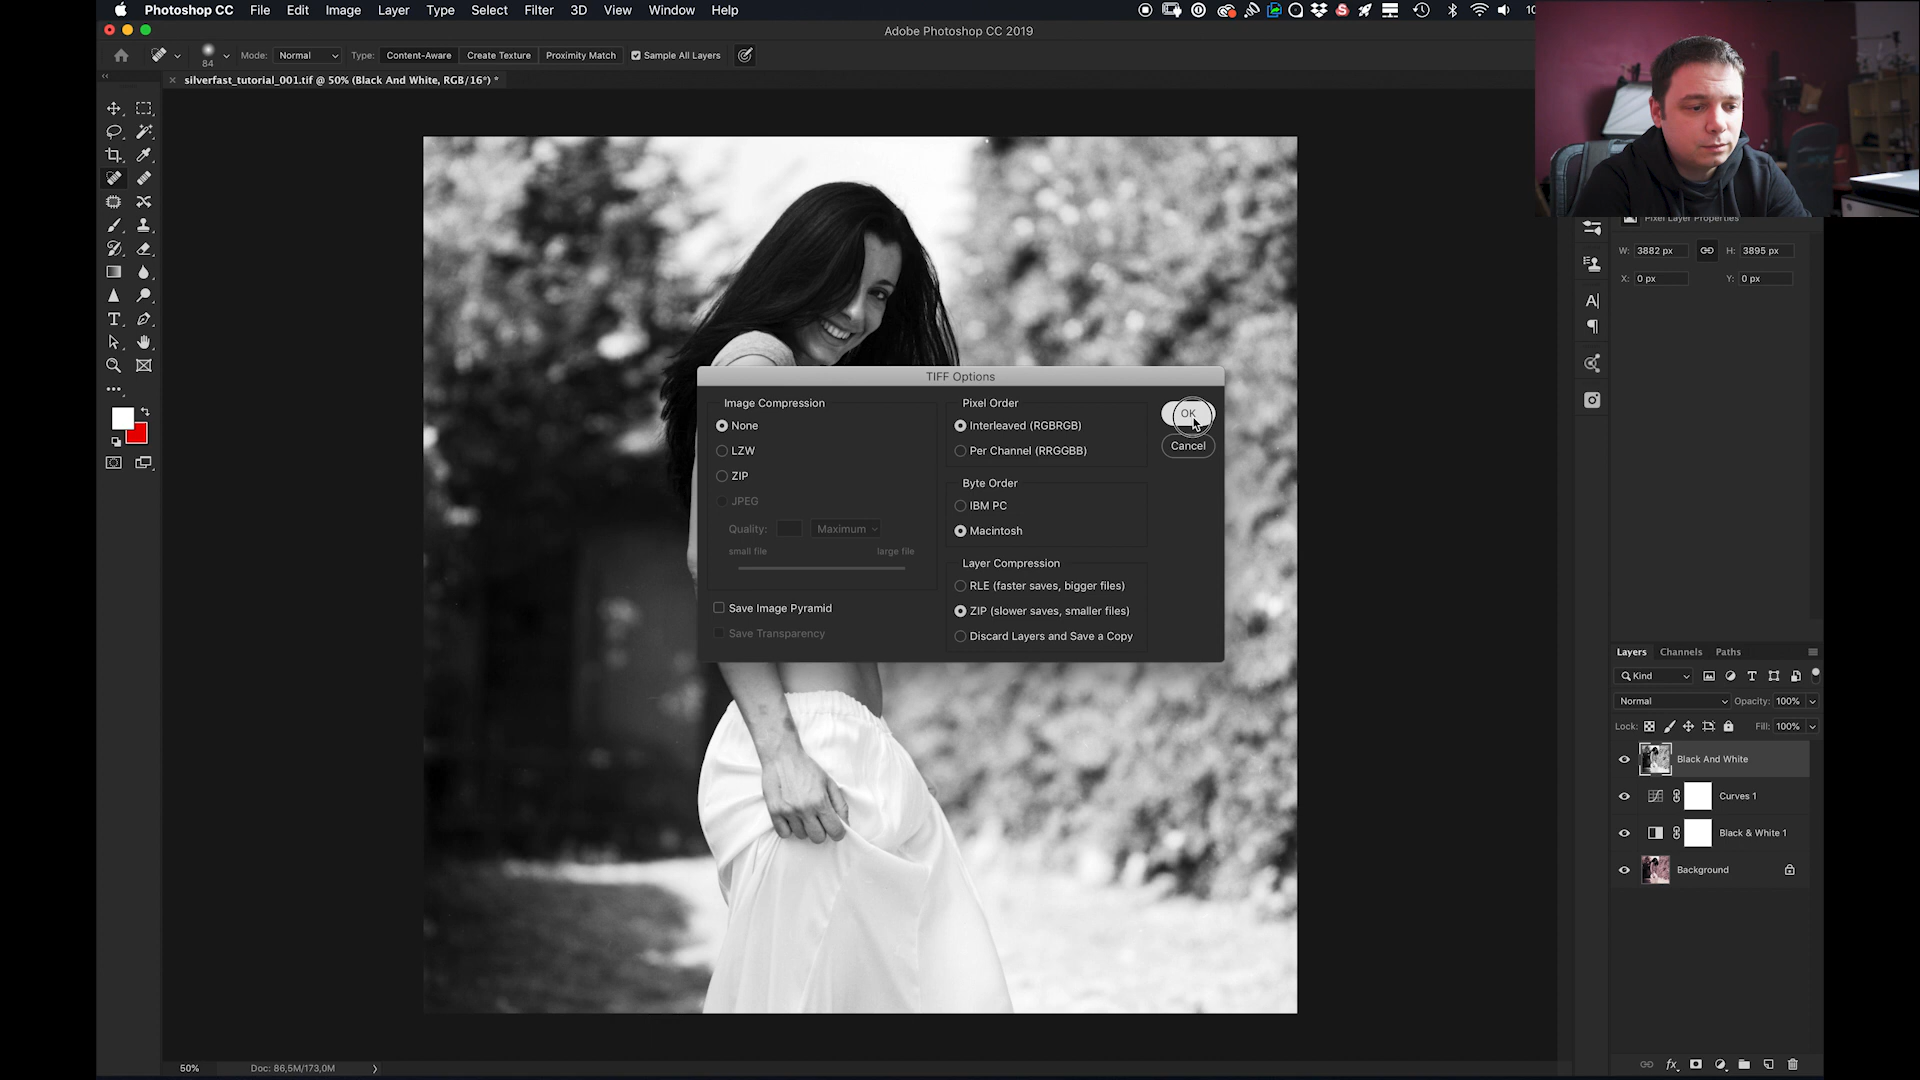 Photoshop CC File Edit Image Layer Type Select Filter 3D View Window Help
Adobe Photoshop CC 2019
84 Mode: Normal Type: Content-Aware Create Texture Proximity Match Sample All Layers
silverfast_tutorial_001.tif @ 50% (Black And White, RGB/16*) *
Pixel Layer Properties
W: 3882 px H: 3895 px
X: 0 px Y: 0 px
TIFF Options
Image Compression
None
LZW
ZIP
JPEG
Quality: Maximum
small file large file
Save Image Pyramid
Save Transparency
Pixel Order
Interleaved (RGBRGB)
Per Channel (RRGGBB)
Byte Order
IBM PC
Macintosh
Layer Compression
RLE (faster saves, bigger files)
ZIP (slower saves, smaller files)
Discard Layers and Save a Copy
OK
Cancel
Layers Channels Paths
Kind
Normal Opacity: 100%
Lock: Fill: 100%
Black And White
Curves 1
Black & White 1
Background
50% Doc: 86,5M/173,0M